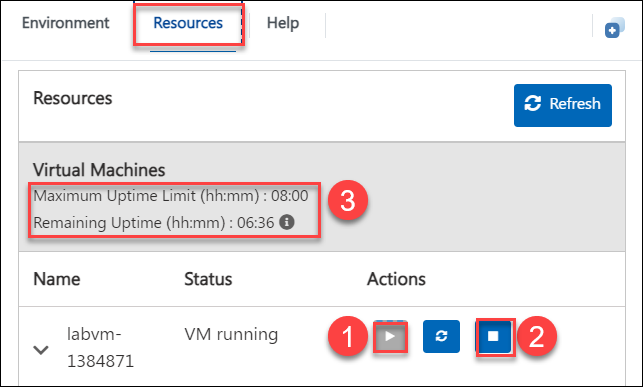 Environment
Resources
Help
Resources
Refresh
Virtual Machines
Maximum Uptime Limit (hh:mm) : 08:00
Remaining Uptime (hh:mm) : 06:36
3
Name
Status
Actions
labvm-
1384871
VM running
1
2